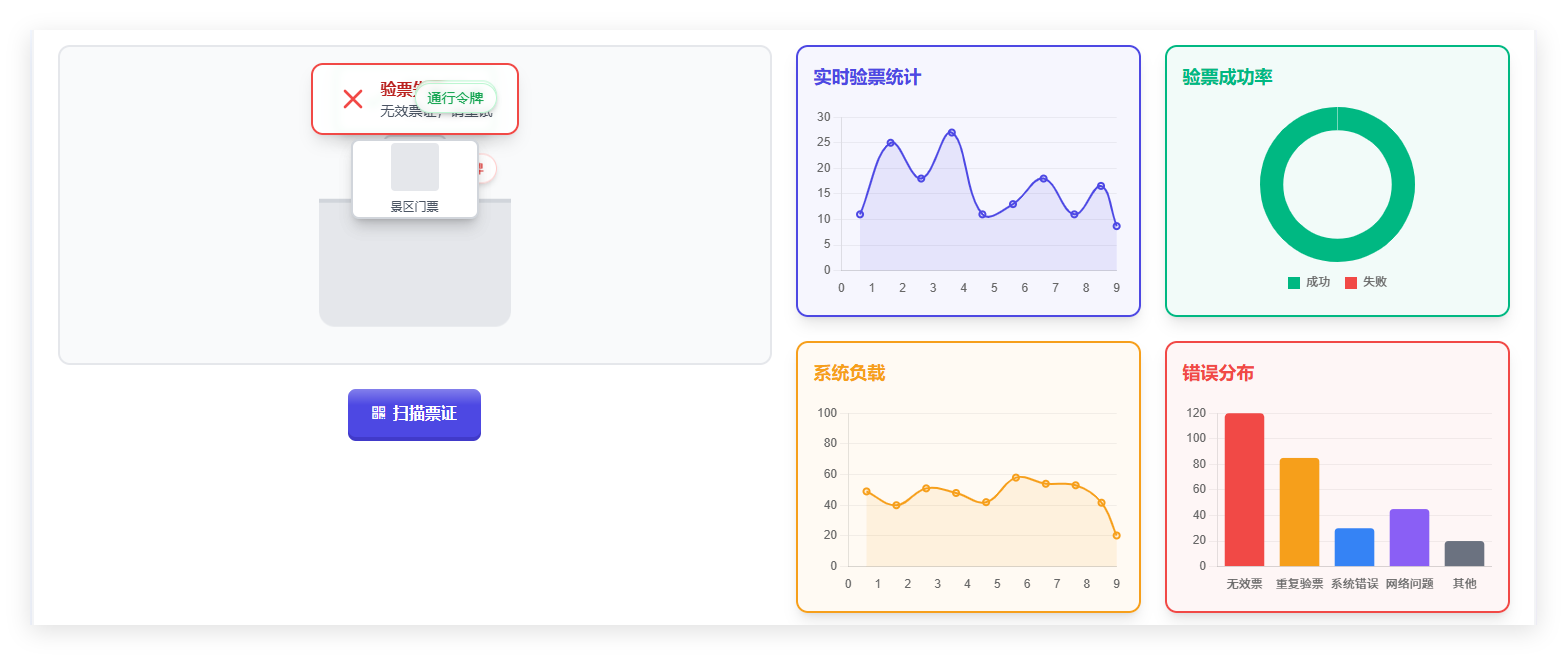 验票
通行令牌
无效票证，请重试
牌
景区门票
扫描票证
实时验票统计
30
25
20
15
10
5
0
0 1 2 3 4 5 6 7 8 9
验票成功率
成功 失败
系统负载
100
80
60
40
20
0
0 1 2 3 4 5 6 7 8 9
错误分布
120
100
80
60
40
20
0
无效票 重复验票 系统错误 网络问题 其他